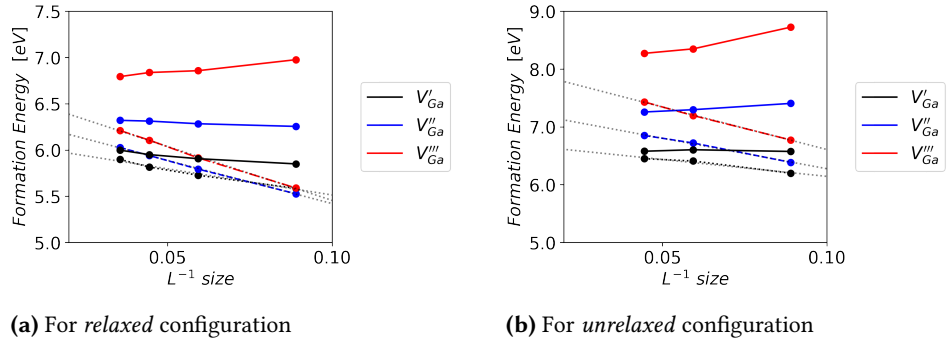 7.5
7.0
6.5
6.0
5.5
5.0
Formation Energy [eV]
0.05
0.10
L⁻¹ size
V′Ga
V″Ga
V‴Ga
(a) For relaxed configuration
9.0
8.0
7.0
6.0
5.0
Formation Energy [eV]
0.05
0.10
L⁻¹ size
V′Ga
V″Ga
V‴Ga
(b) For unrelaxed configuration